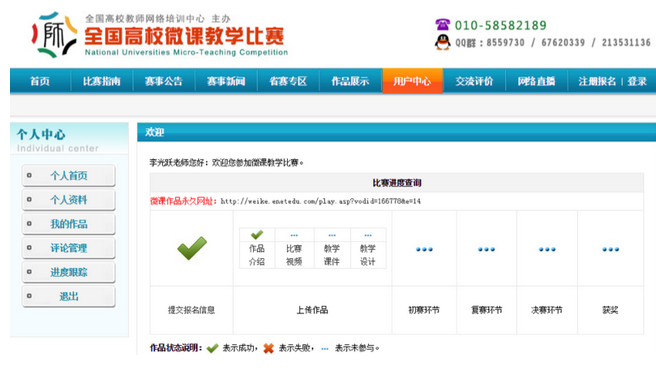 全国高校教师网络培训中心 主办
全国高校微课教学比赛
National Universities Micro-Teaching Competition
010-58582189
QQ群：8559730 / 67620339 / 213531136
首页 比赛指南 赛事公告 赛事新闻 省赛专区 作品展示 用户中心 交流评价 网络直播 注册报名 | 登录
个人中心
Individual center
个人首页
个人资料
我的作品
评论管理
进度跟踪
退出
欢迎
李光跃老师您好：欢迎您参加微课教学比赛。
比赛进度查询
微课作品永久网址：http://weike.enetedu.com/play.asp?vodid=166778&e=14
作品介绍 比赛视频 教学课件 教学设计
提交报名信息 上传作品 初赛环节 复赛环节 决赛环节 获奖
作品状态说明： 表示成功， 表示失败， 表示未参与。